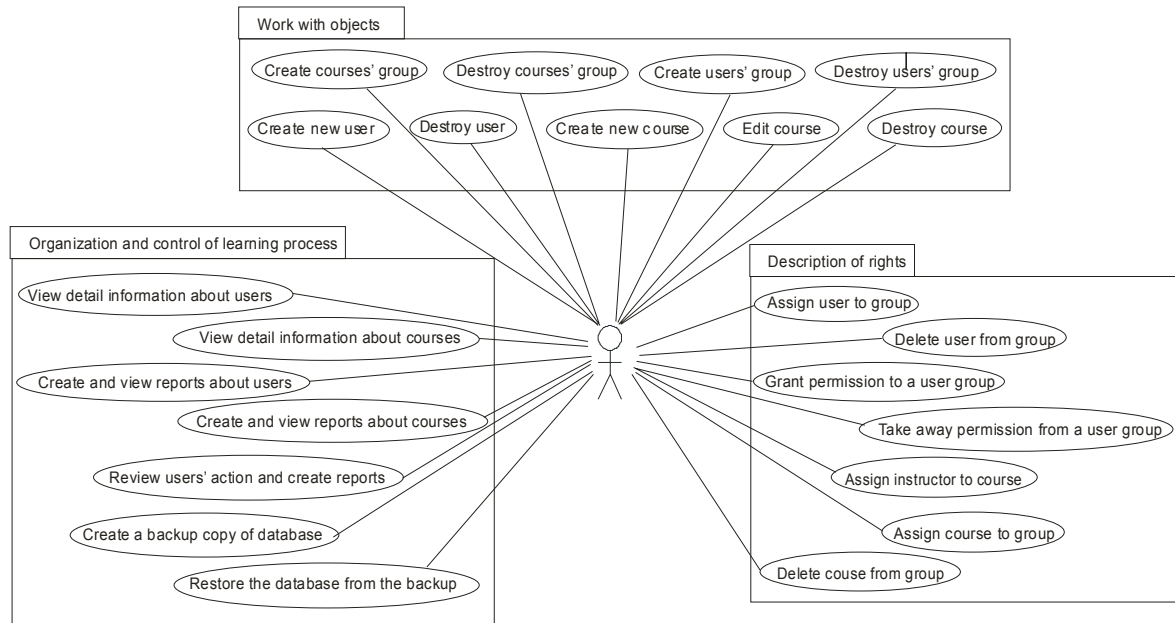 Work with objects
Create courses' group
Destroy courses' group
Create users' group
Destroy users' group
Create new user
Destroy user
Create new course
Edit course
Destroy course
Organization and control of learning process
View detail information about users
View detail information about courses
Create and view reports about users
Create and view reports about courses
Review users' action and create reports
Create a backup copy of database
Restore the database from the backup
Description of rights
Assign user to group
Delete user from group
Grant permission to a user group
Take away permission from a user group
Assign instructor to course
Assign course to group
Delete couse from group